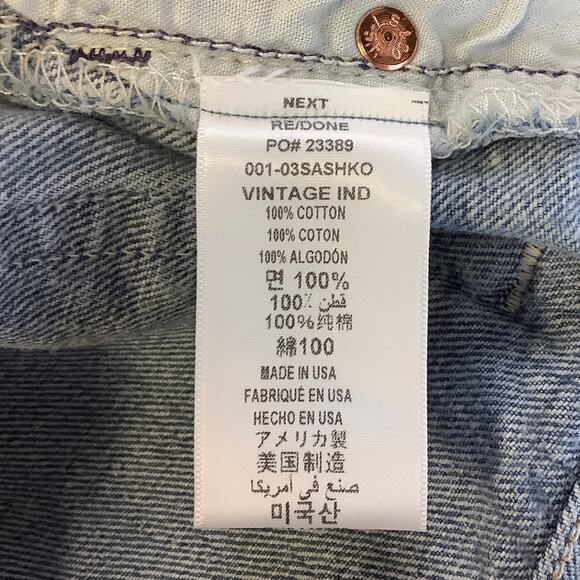 NEXT
RE/DONE
PO# 23389
001-03SASHKO
VINTAGE IND
100% COTTON
100% COTON
100% ALGODÓN
면 100%
قطن 100٪
100%纯棉
綿100
MADE IN USA
FABRIQUÉ EN USA
HECHO EN USA
アメリカ製
美国制造
صنع في أمريكا
미국산